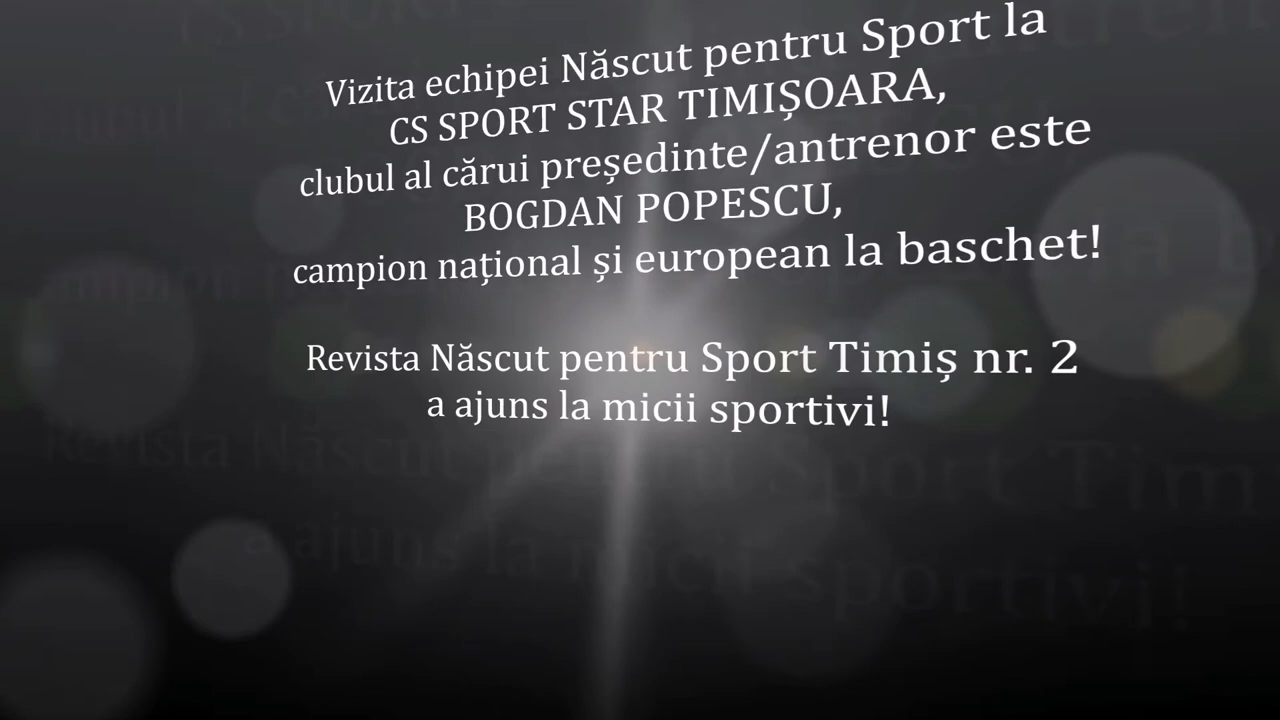 Vizita echipei Născut pentru Sport la
CS SPORT STAR TIMIȘOARA,
clubul al cărui președinte/antrenor este
BOGDAN POPESCU,
campion național și european la baschet!
Revista Născut pentru Sport Timiș nr. 2
a ajuns la micii sportivi!